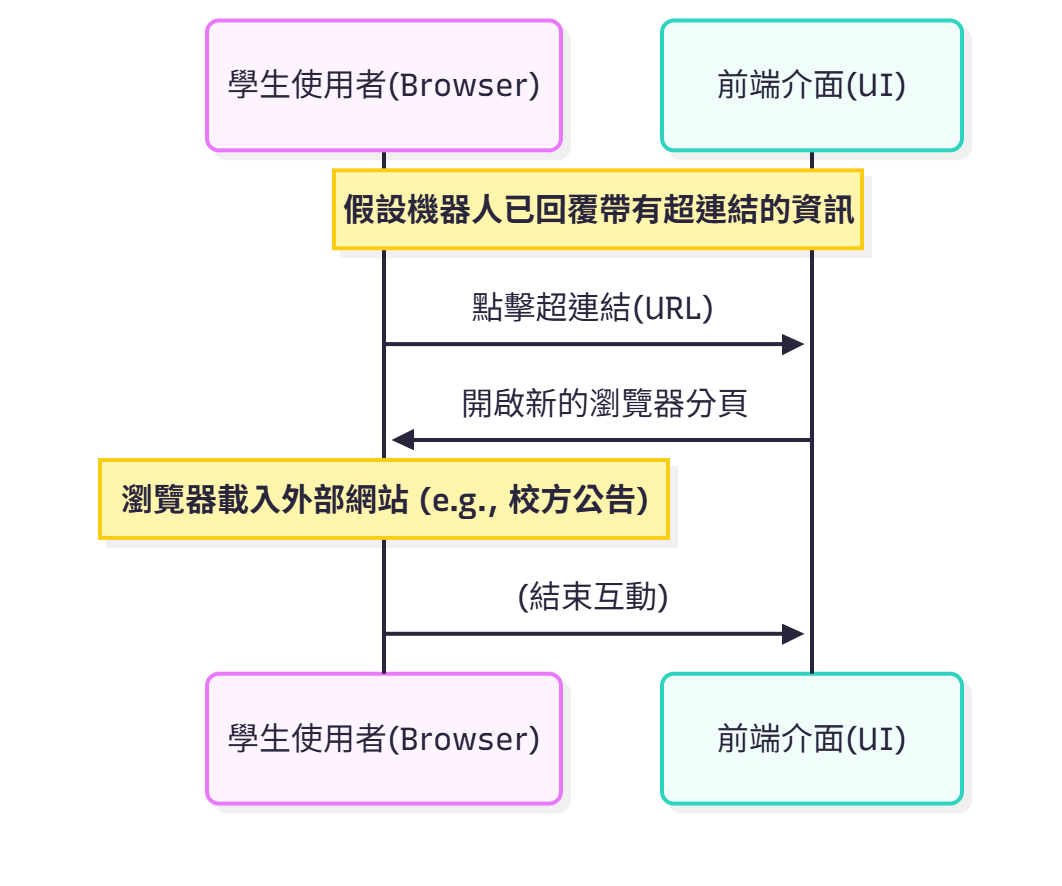 學生使用者(Browser)
前端介面(UI)
假設機器人已回覆帶有超連結的資訊
點擊超連結(URL)
開啟新的瀏覽器分頁
瀏覽器載入外部網站 (e.g., 校方公告)
(結束互動)
學生使用者(Browser)
前端介面(UI)